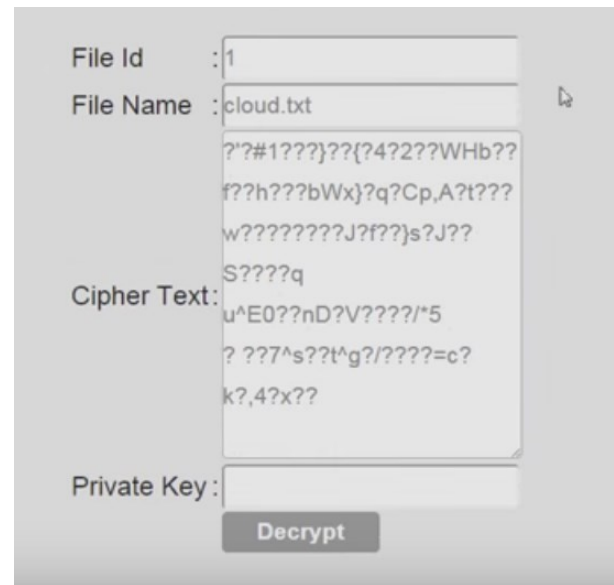 File Id : 1
File Name : cloud.txt
?'?#1???}??{?4?2??WHb??
f??h???bWx}?q?Cp,A?t???
w????????J?f??}s?J??
S????q
Cipher Text :
u^E0??nD?V????/*5
? ??7^s??t^g?/????=c?
k?,4?x??
Private Key :
Decrypt